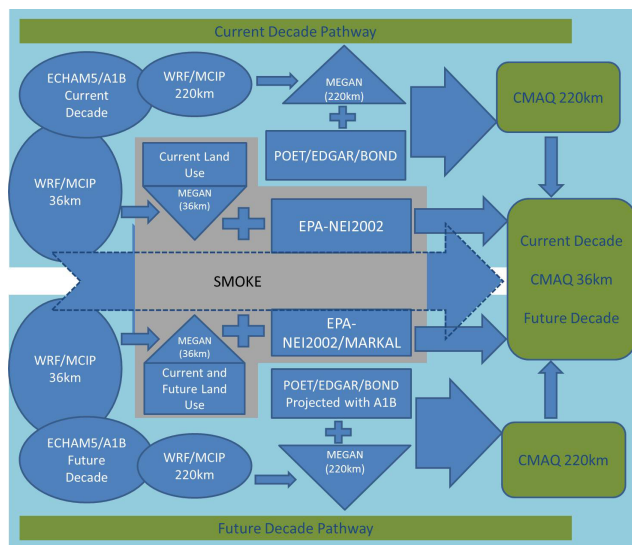 Current Decade Pathway
ECHAM5/A1B
Current
Decade
WRF/MCIP
220km
MEGAN
(220km)
CMAQ 220km
POET/EDGAR/BOND
WRF/MCIP
36km
Current Land
Use
MEGAN
(36km)
EPA-NEI2002
Current Decade
CMAQ 36km
Future Decade
SMOKE
WRF/MCIP
36km
MEGAN
(36km)
Current and
Future Land
Use
EPA-
NEI2002/MARKAL
POET/EDGAR/BOND
Projected with A1B
ECHAM5/A1B
Future
Decade
WRF/MCIP
220km
MEGAN
(220km)
CMAQ 220km
Future Decade Pathway